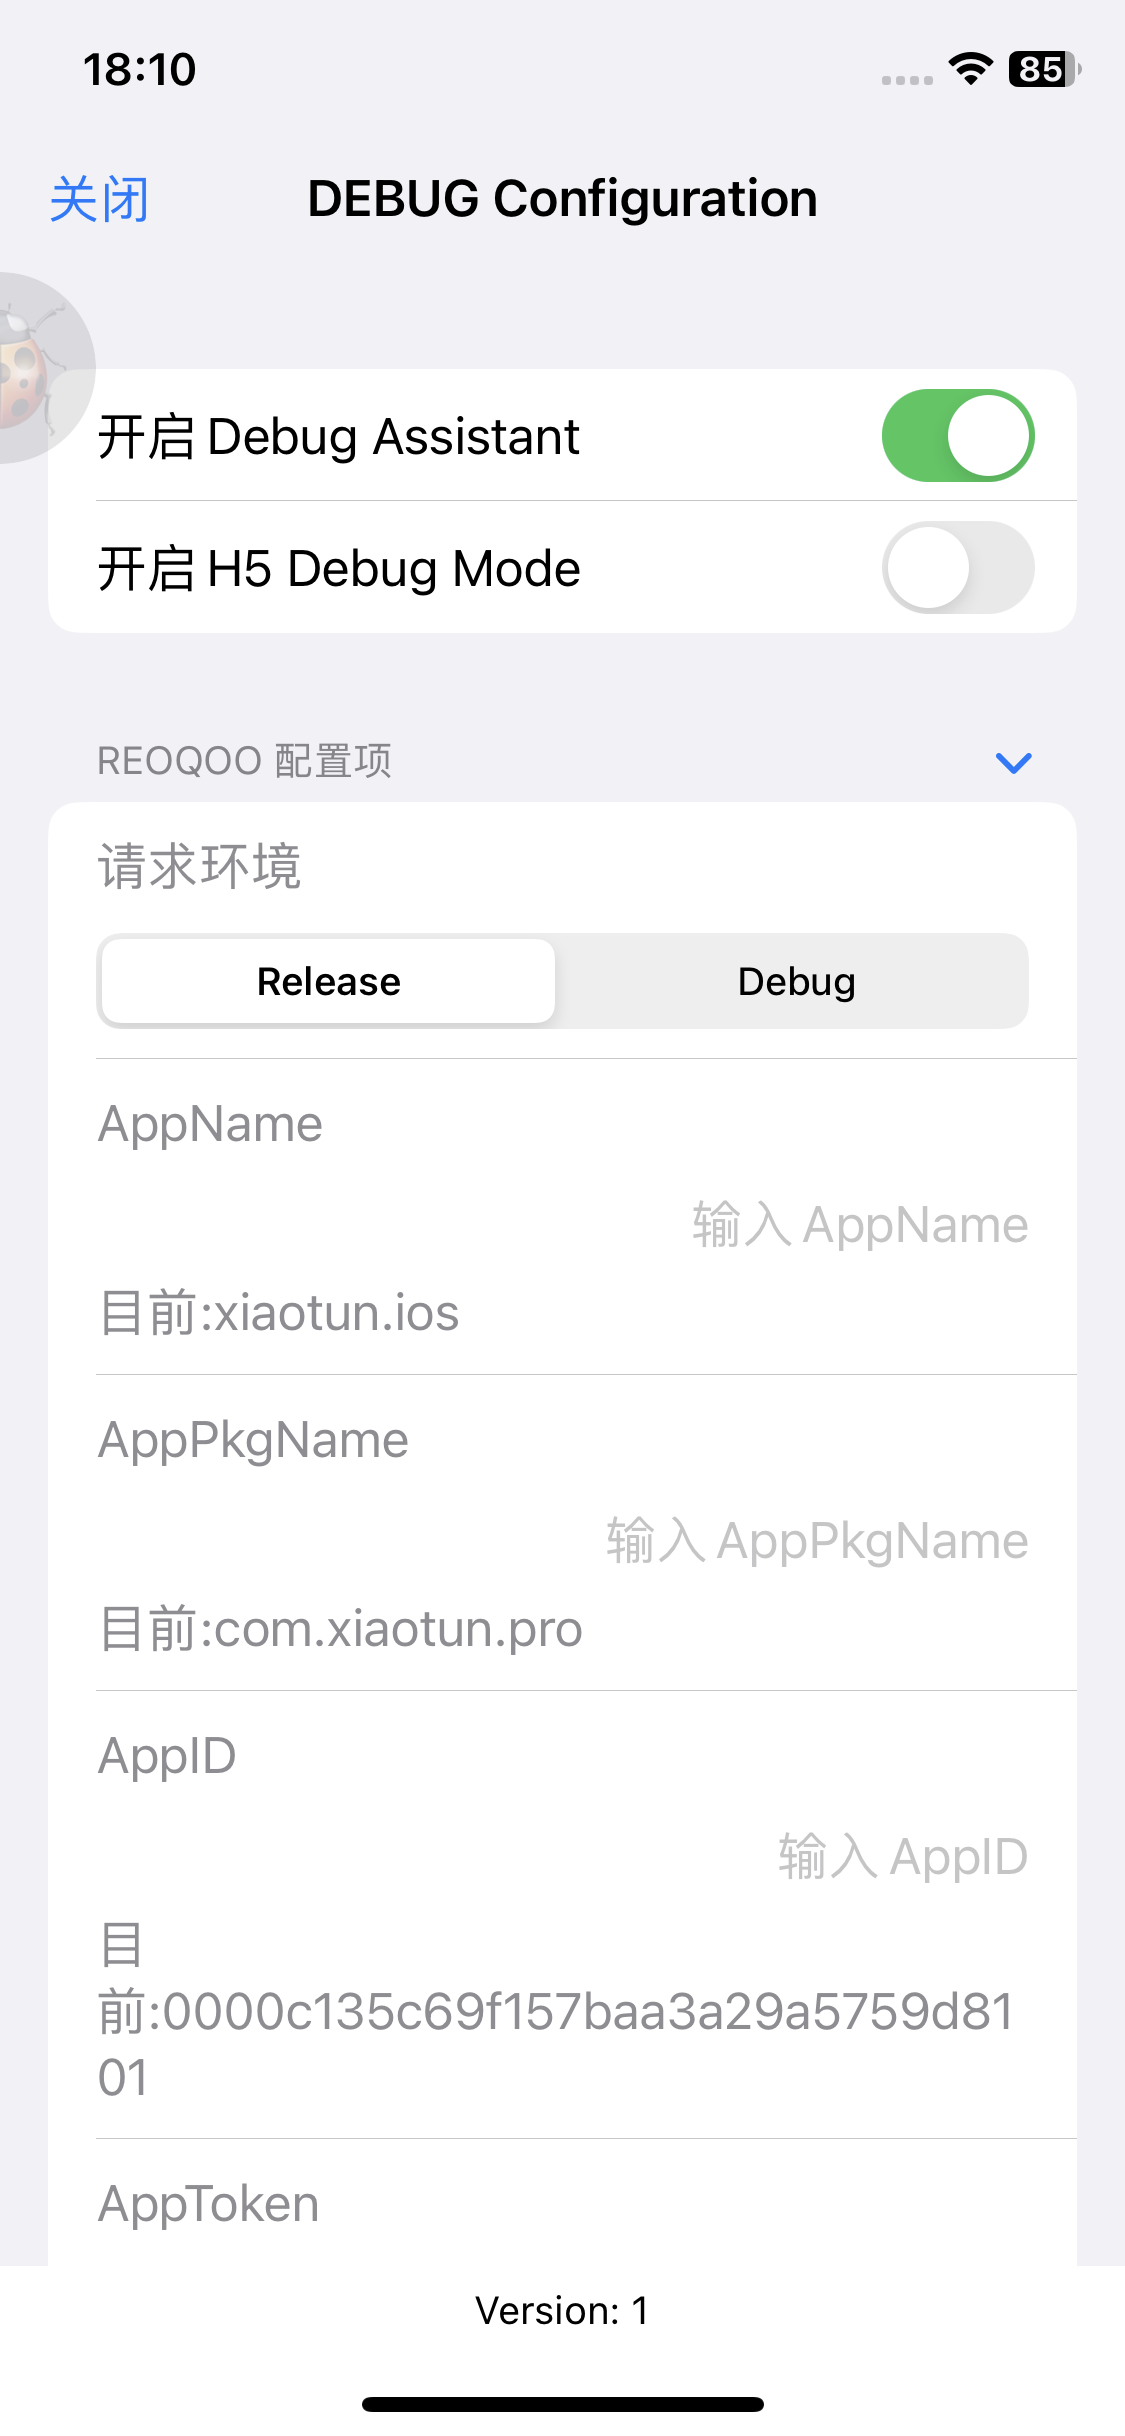 18:10
85
关闭
DEBUG Configuration
开启 Debug Assistant
开启 H5 Debug Mode
REOQOO 配置项
请求环境
Release
Debug
AppName
输入 AppName
目前:xiaotun.ios
AppPkgName
输入 AppPkgName
目前:com.xiaotun.pro
AppID
输入 AppID
目
前:0000c135c69f157baa3a29a5759d81
01
AppToken
Version: 1